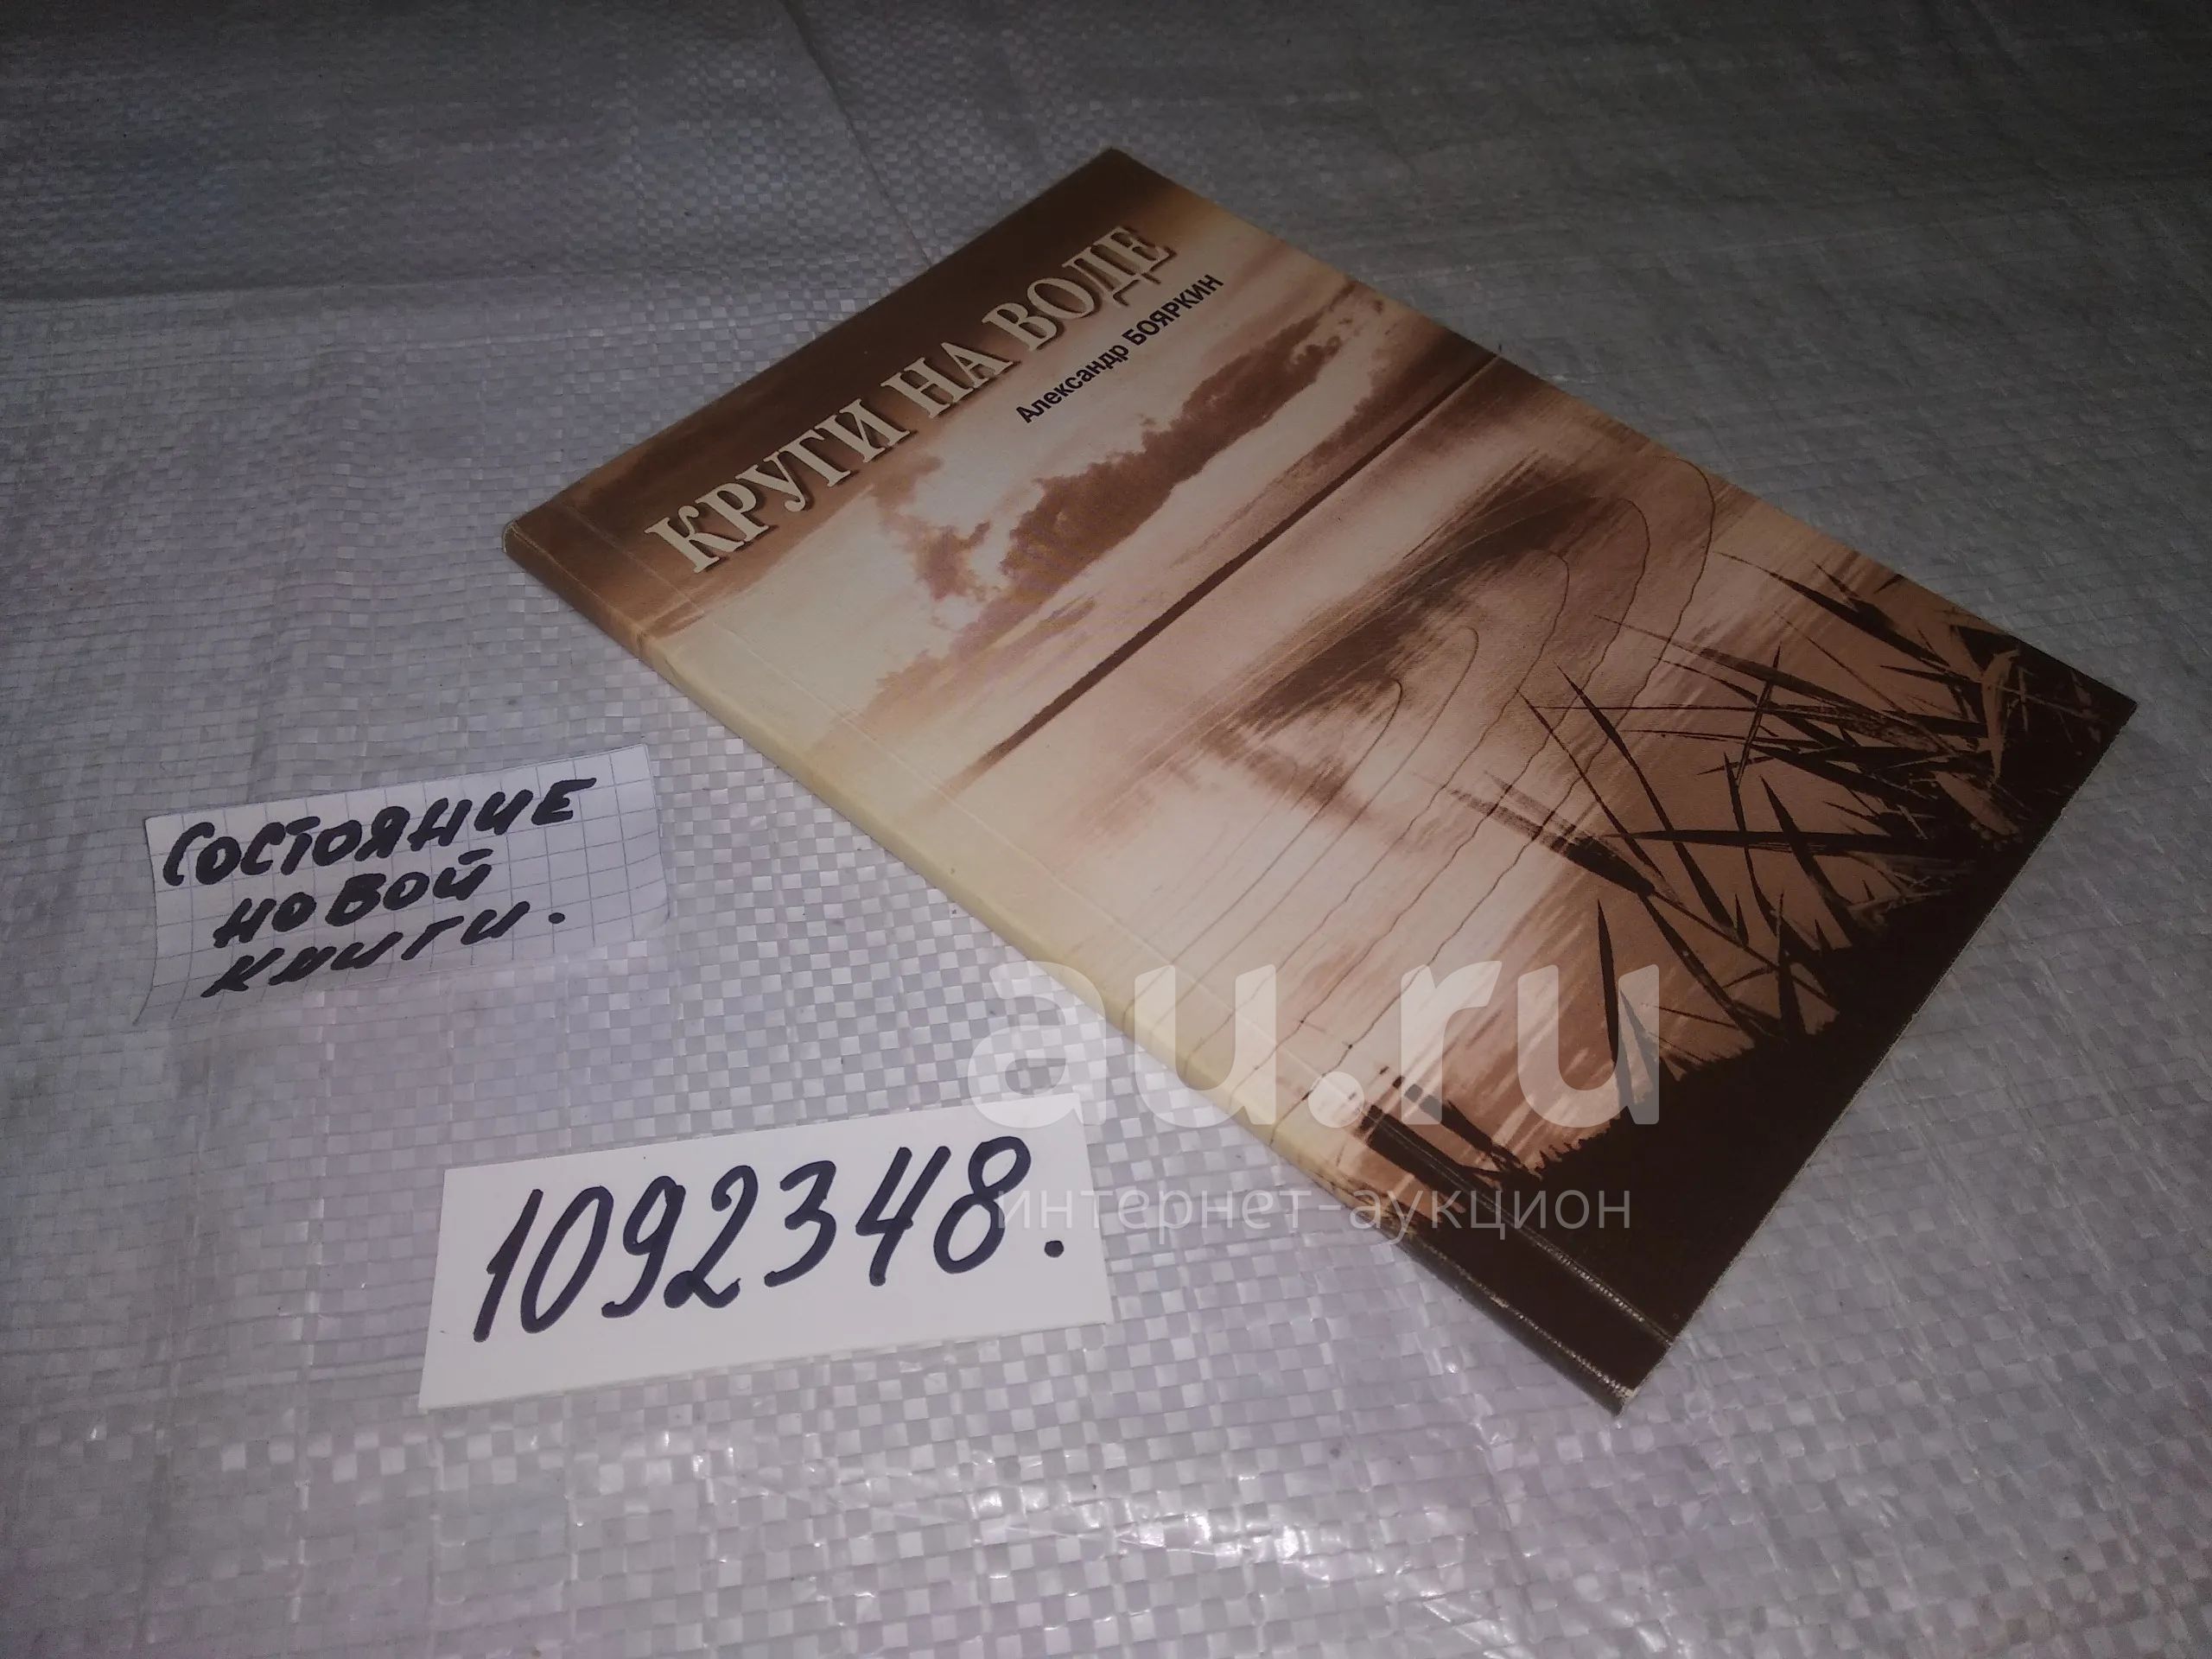 КРУГИ НА ВОДЕ
Александр БОЯРКИН
СОСТОЯНИЕ
НОВОЙ
КНИГИ.
au.ru
интернет-аукцион
1092348.